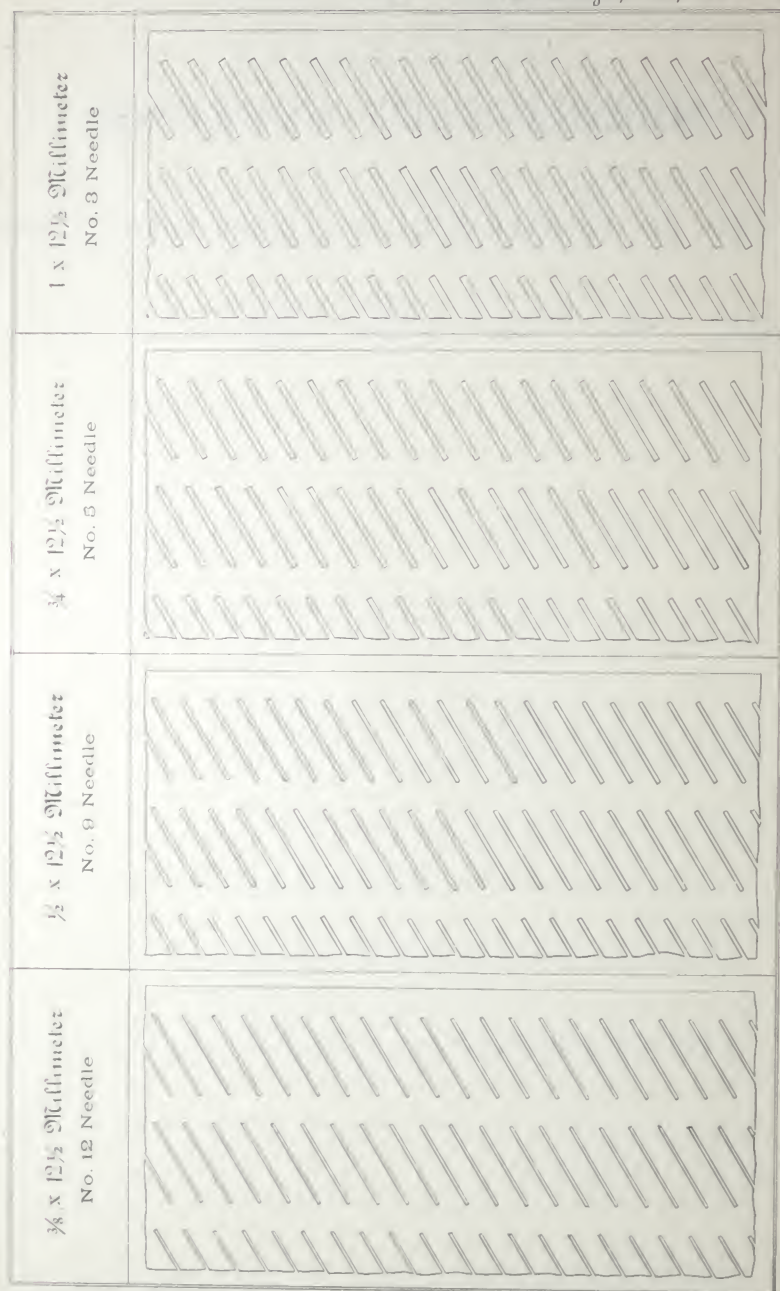 1 x 12½ Millimeter
No. 3 Needle
¾ x 12½ Millimeter
No. 5 Needle
½ x 12½ Millimeter
No. 9 Needle
⅜ x 12½ Millimeter
No. 12 Needle